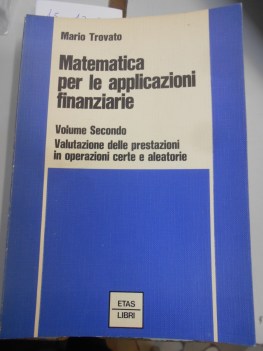 Mario Trovato
Matematica
per le applicazioni
finanziarie
Volume Secondo
Valutazione delle prestazioni
in operazioni certe e aleatorie
ETAS
LIBRI